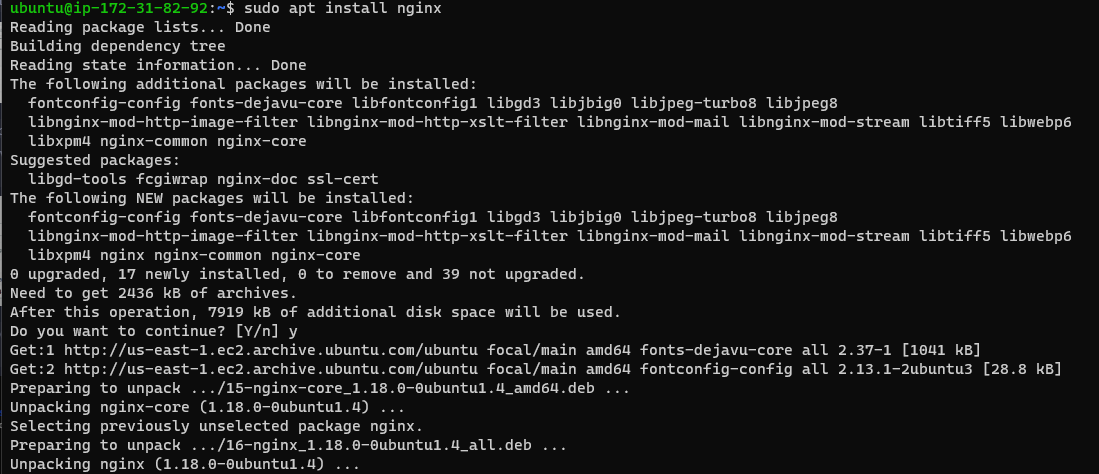 ubuntu@ip-172-31-82-92:~$ sudo apt install nginx
Reading package lists... Done
Building dependency tree
Reading state information... Done
The following additional packages will be installed:
  fontconfig-config fonts-dejavu-core libfontconfig1 libgd3 libjbig0 libjpeg-turbo8 libjpeg8
  libnginx-mod-http-image-filter libnginx-mod-http-xslt-filter libnginx-mod-mail libnginx-mod-stream libtiff5 libwebp6
  libxpm4 nginx-common nginx-core
Suggested packages:
  libgd-tools fcgiwrap nginx-doc ssl-cert
The following NEW packages will be installed:
  fontconfig-config fonts-dejavu-core libfontconfig1 libgd3 libjbig0 libjpeg-turbo8 libjpeg8
  libnginx-mod-http-image-filter libnginx-mod-http-xslt-filter libnginx-mod-mail libnginx-mod-stream libtiff5 libwebp6
  libxpm4 nginx nginx-common nginx-core
0 upgraded, 17 newly installed, 0 to remove and 39 not upgraded.
Need to get 2436 kB of archives.
After this operation, 7919 kB of additional disk space will be used.
Do you want to continue? [Y/n] y
Get:1 http://us-east-1.ec2.archive.ubuntu.com/ubuntu focal/main amd64 fonts-dejavu-core all 2.37-1 [1041 kB]
Get:2 http://us-east-1.ec2.archive.ubuntu.com/ubuntu focal/main amd64 fontconfig-config all 2.13.1-2ubuntu3 [28.8 kB]
Preparing to unpack .../15-nginx-core_1.18.0-0ubuntu1.4_amd64.deb ...
Unpacking nginx-core (1.18.0-0ubuntu1.4) ...
Selecting previously unselected package nginx.
Preparing to unpack .../16-nginx_1.18.0-0ubuntu1.4_all.deb ...
Unpacking nginx (1.18.0-0ubuntu1.4) ...